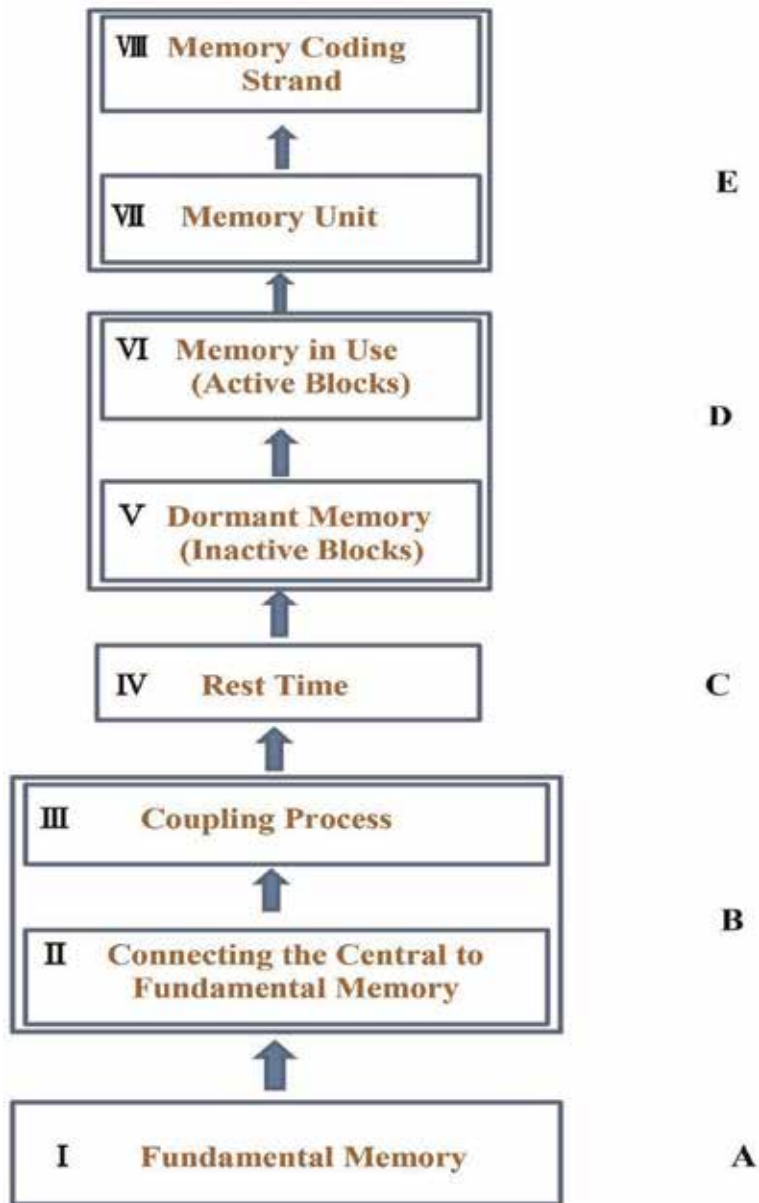 Ⅷ Memory Coding
Strand
E
Ⅶ Memory Unit
Ⅵ Memory in Use
(Active Blocks)
D
Ⅴ Dormant Memory
(Inactive Blocks)
Ⅳ Rest Time
C
Ⅲ Coupling Process
B
Ⅱ Connecting the Central to
Fundamental Memory
Ⅰ Fundamental Memory
A